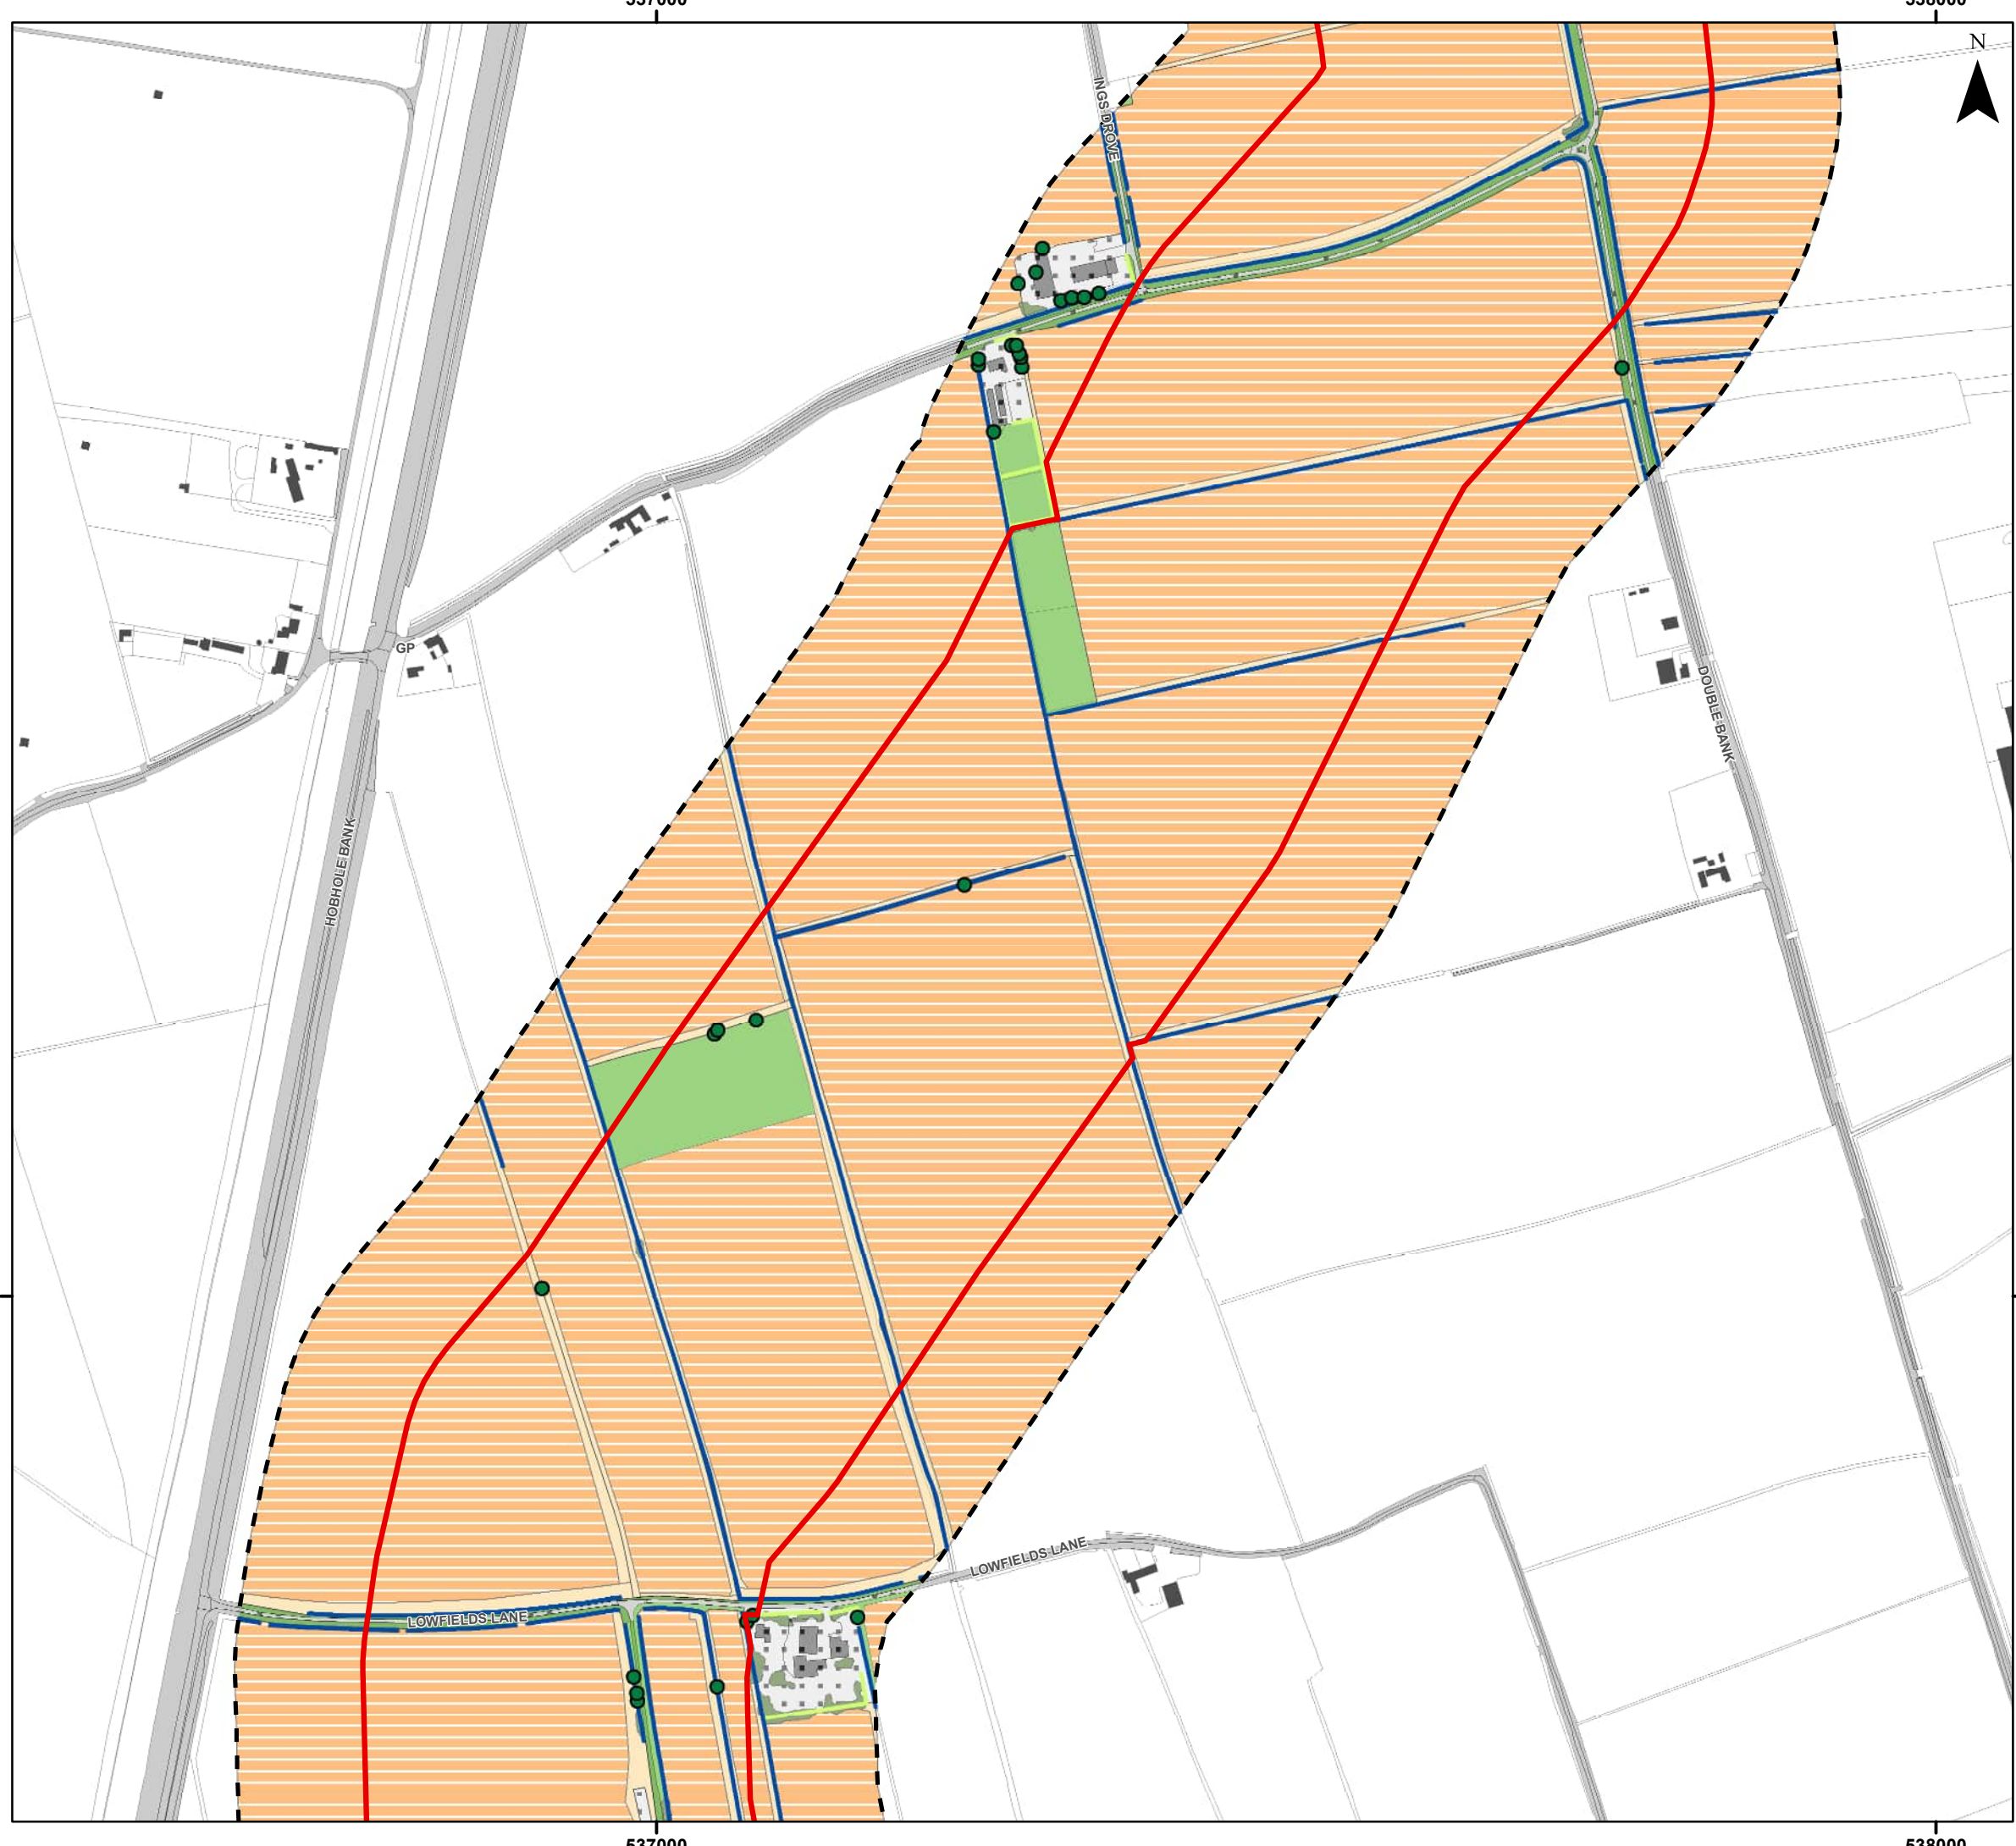 537000
538000
N
INGS DROVE
GP
DOUBLE BANK
HOBHOLE BANK
LOWFIELDS LANE
LOWFIELDS LANE
537000
538000